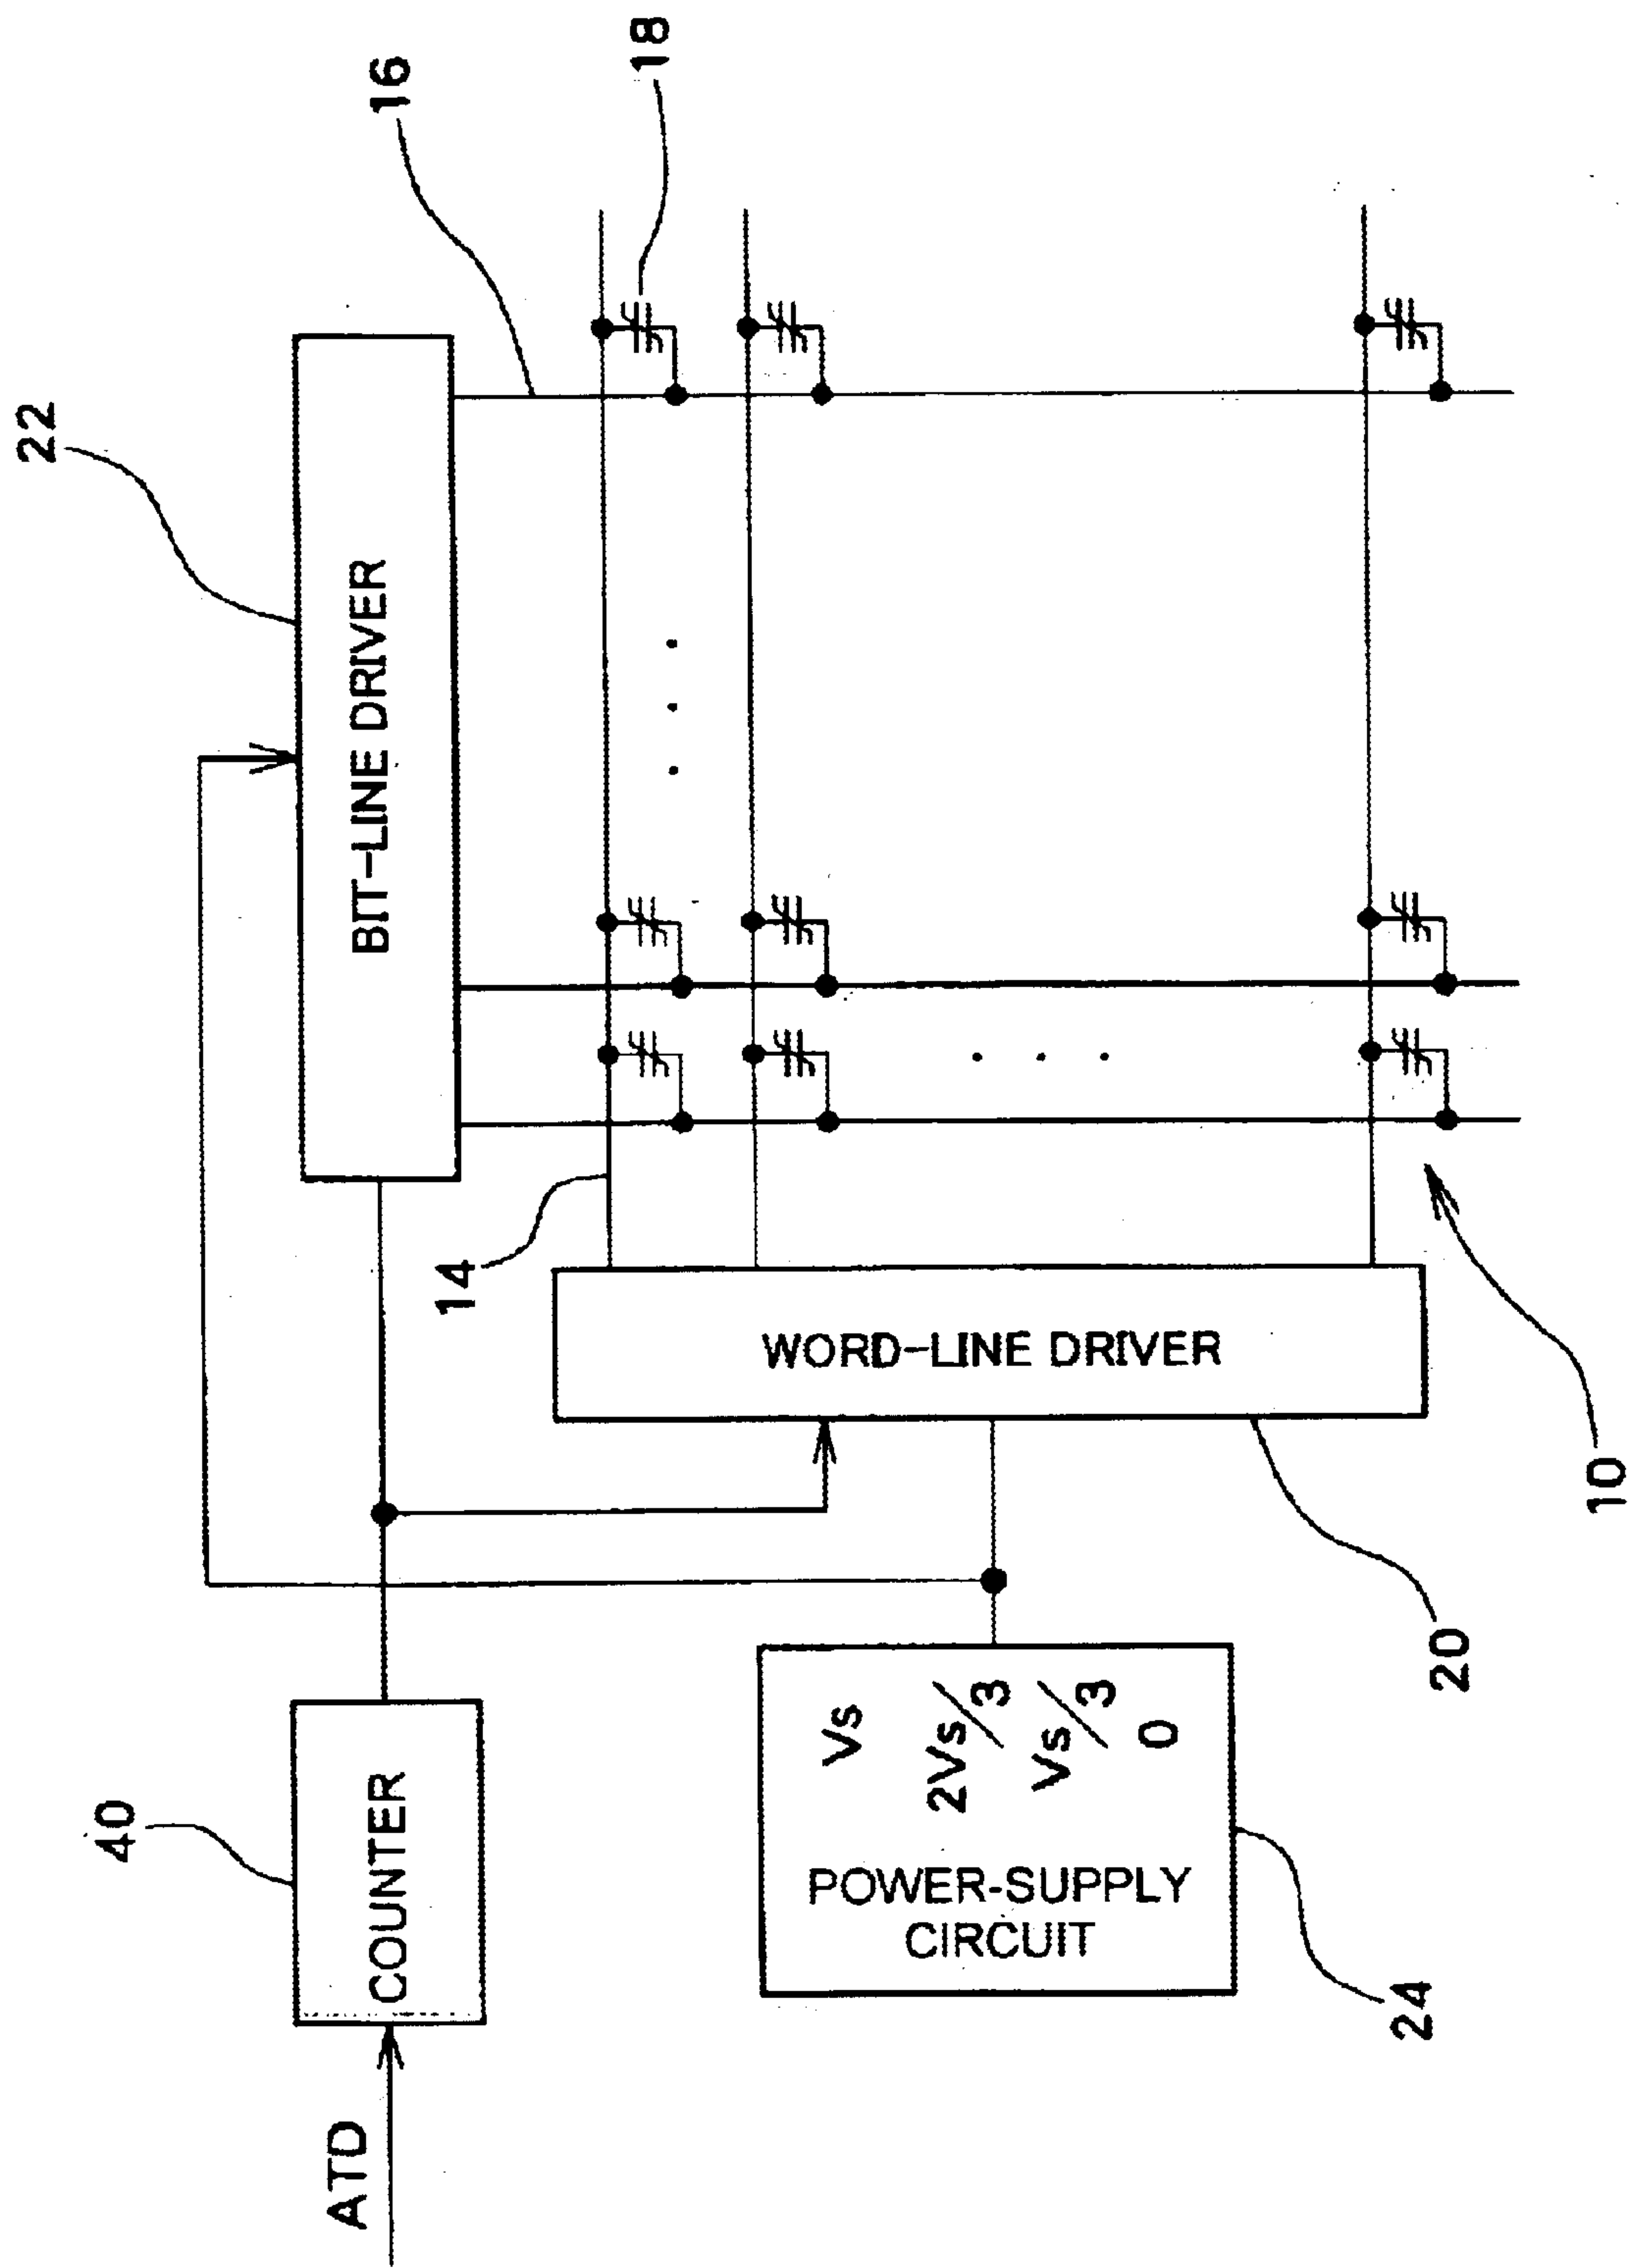 22
16
18
BIT-LINE DRIVER
14
WORD-LINE DRIVER
40
COUNTER
ATD
Vs
2Vs/3
Vs/3
0
POWER-SUPPLY
CIRCUIT
20
10
24